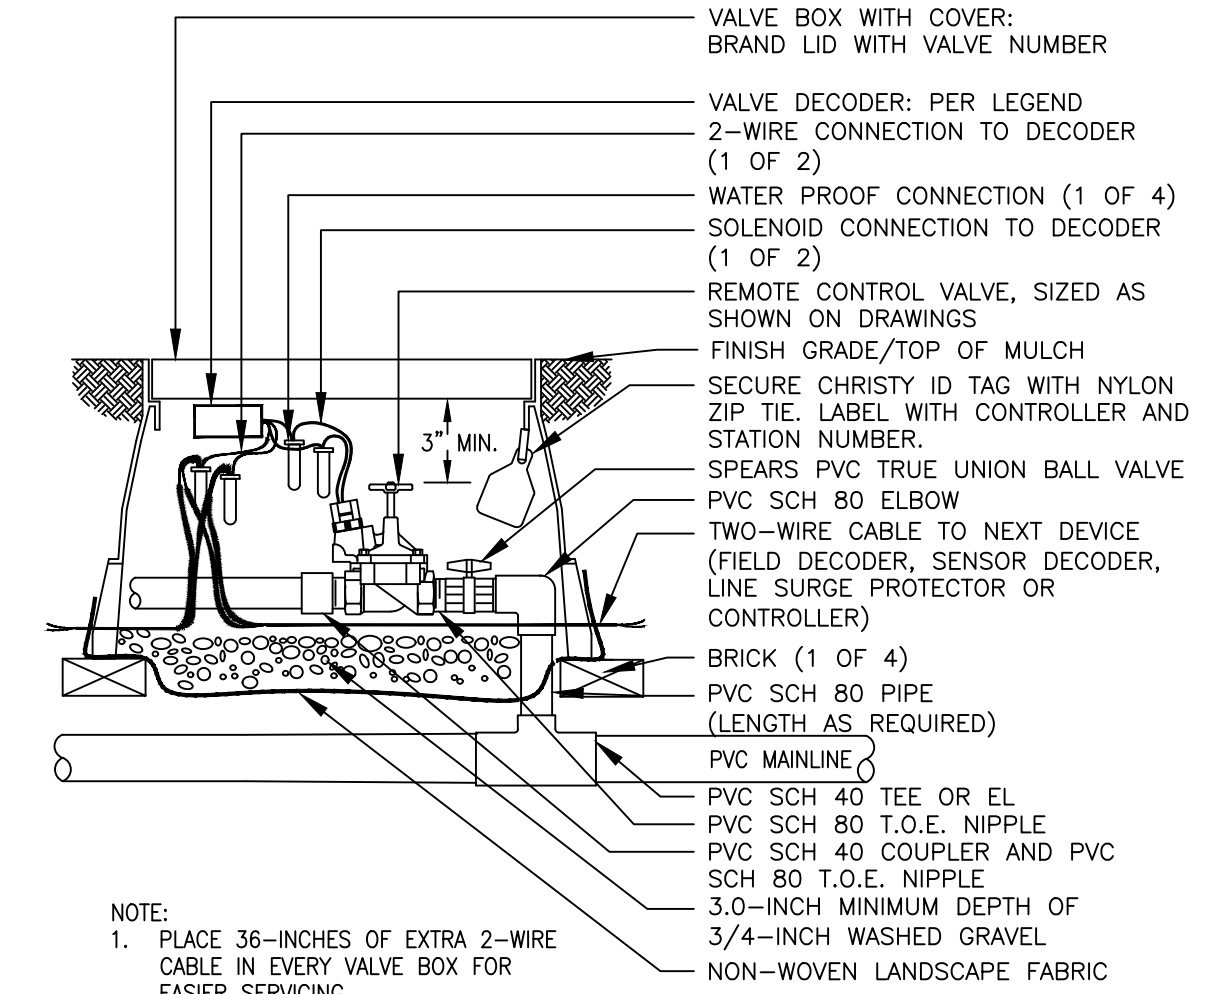 VALVE BOX WITH COVER:
BRAND LID WITH VALVE NUMBER
VALVE DECODER: PER LEGEND
2-WIRE CONNECTION TO DECODER
(1 OF 2)
WATER PROOF CONNECTION (1 OF 4)
SOLENOID CONNECTION TO DECODER
(1 OF 2)
REMOTE CONTROL VALVE, SIZED AS
SHOWN ON DRAWINGS
FINISH GRADE/TOP OF MULCH
SECURE CHRISTY ID TAG WITH NYLON
ZIP TIE. LABEL WITH CONTROLLER AND
STATION NUMBER.
3" MIN.
SPEARS PVC TRUE UNION BALL VALVE
PVC SCH 80 ELBOW
TWO-WIRE CABLE TO NEXT DEVICE
(FIELD DECODER, SENSOR DECODER,
LINE SURGE PROTECTOR OR
CONTROLLER)
BRICK (1 OF 4)
PVC SCH 80 PIPE
(LENGTH AS REQUIRED)
PVC MAINLINE
PVC SCH 40 TEE OR EL
PVC SCH 80 T.O.E. NIPPLE
PVC SCH 40 COUPLER AND PVC
SCH 80 T.O.E. NIPPLE
3.0-INCH MINIMUM DEPTH OF
3/4-INCH WASHED GRAVEL
NON-WOVEN LANDSCAPE FABRIC
NOTE:
1. PLACE 36-INCHES OF EXTRA 2-WIRE
CABLE IN EVERY VALVE BOX FOR
EASIER SERVICING